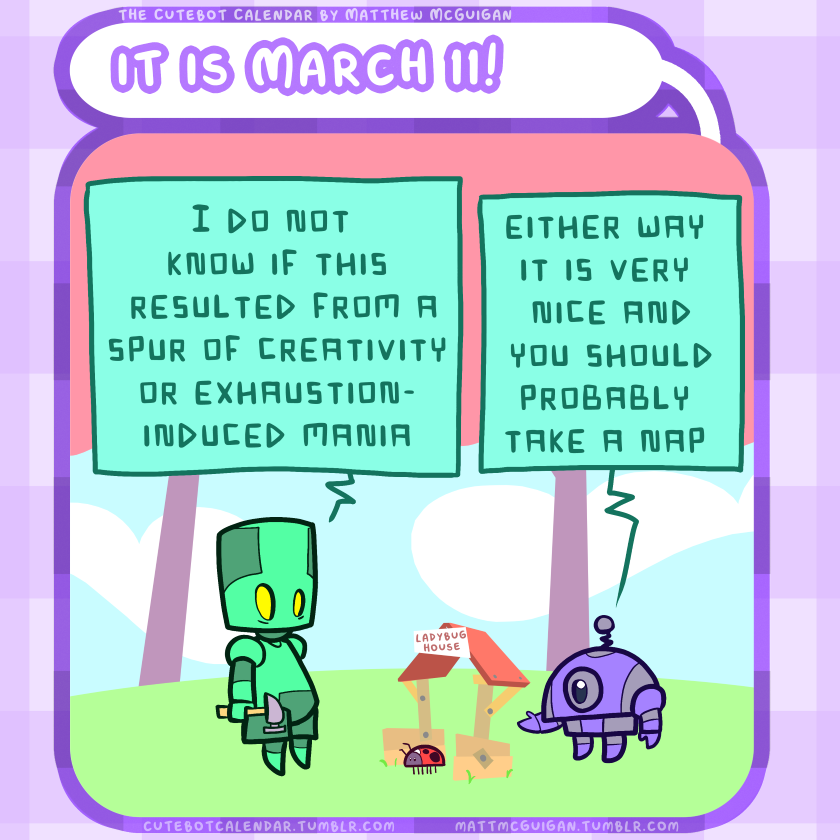 THE CUTEBOT CALENDAR BY MATTHEW MCGUIGAN
IT IS MARCH 11!
I DO NOT
KNOW IF THIS
RESULTED FROM A
SPUR OF CREATIVITY
OR EXHAUSTION-
INDUCED MANIA
EITHER WAY
IT IS VERY
NICE AND
YOU SHOULD
PROBABLY
TAKE A NAP
LADYBUG
HOUSE
CUTEBOTCALENDAR.TUMBLR.COM
MATTMCGUIGAN.TUMBLR.COM